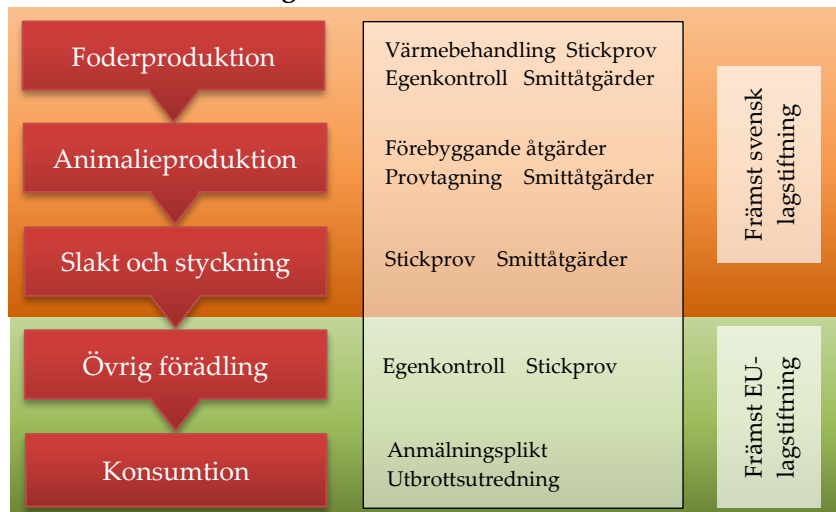 Foderproduktion
Värmebehandling Stickprov
Egenkontroll Smittåtgärder
Animalieproduktion
Förebyggande åtgärder
Provtagning Smittåtgärder
Slakt och styckning
Stickprov Smittåtgärder
Främst svensk
lagstiftning
Övrig förädling
Egenkontroll Stickprov
Konsumtion
Anmälningsplikt
Utbrottsutredning
Främst EU-
lagstiftning